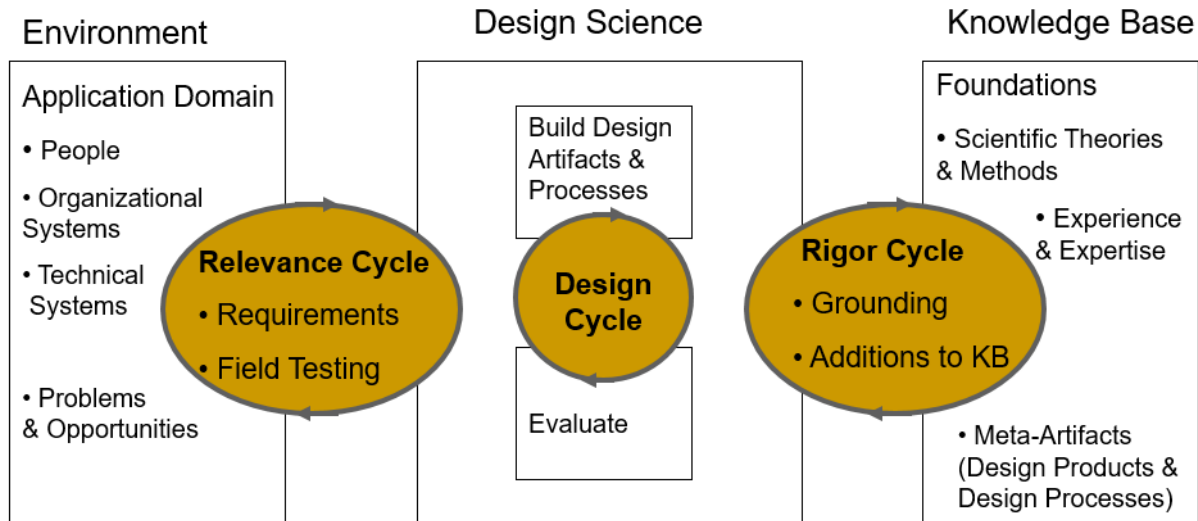 Environment
Application Domain
• People
• Organizational
Systems
• Technical
Systems
• Problems
& Opportunities
Relevance Cycle
• Requirements
• Field Testing
Design Science
Build Design
Artifacts &
Processes
Design
Cycle
Evaluate
Rigor Cycle
• Grounding
• Additions to KB
Knowledge Base
Foundations
• Scientific Theories
& Methods
• Experience
& Expertise
• Meta-Artifacts
(Design Products &
Design Processes)